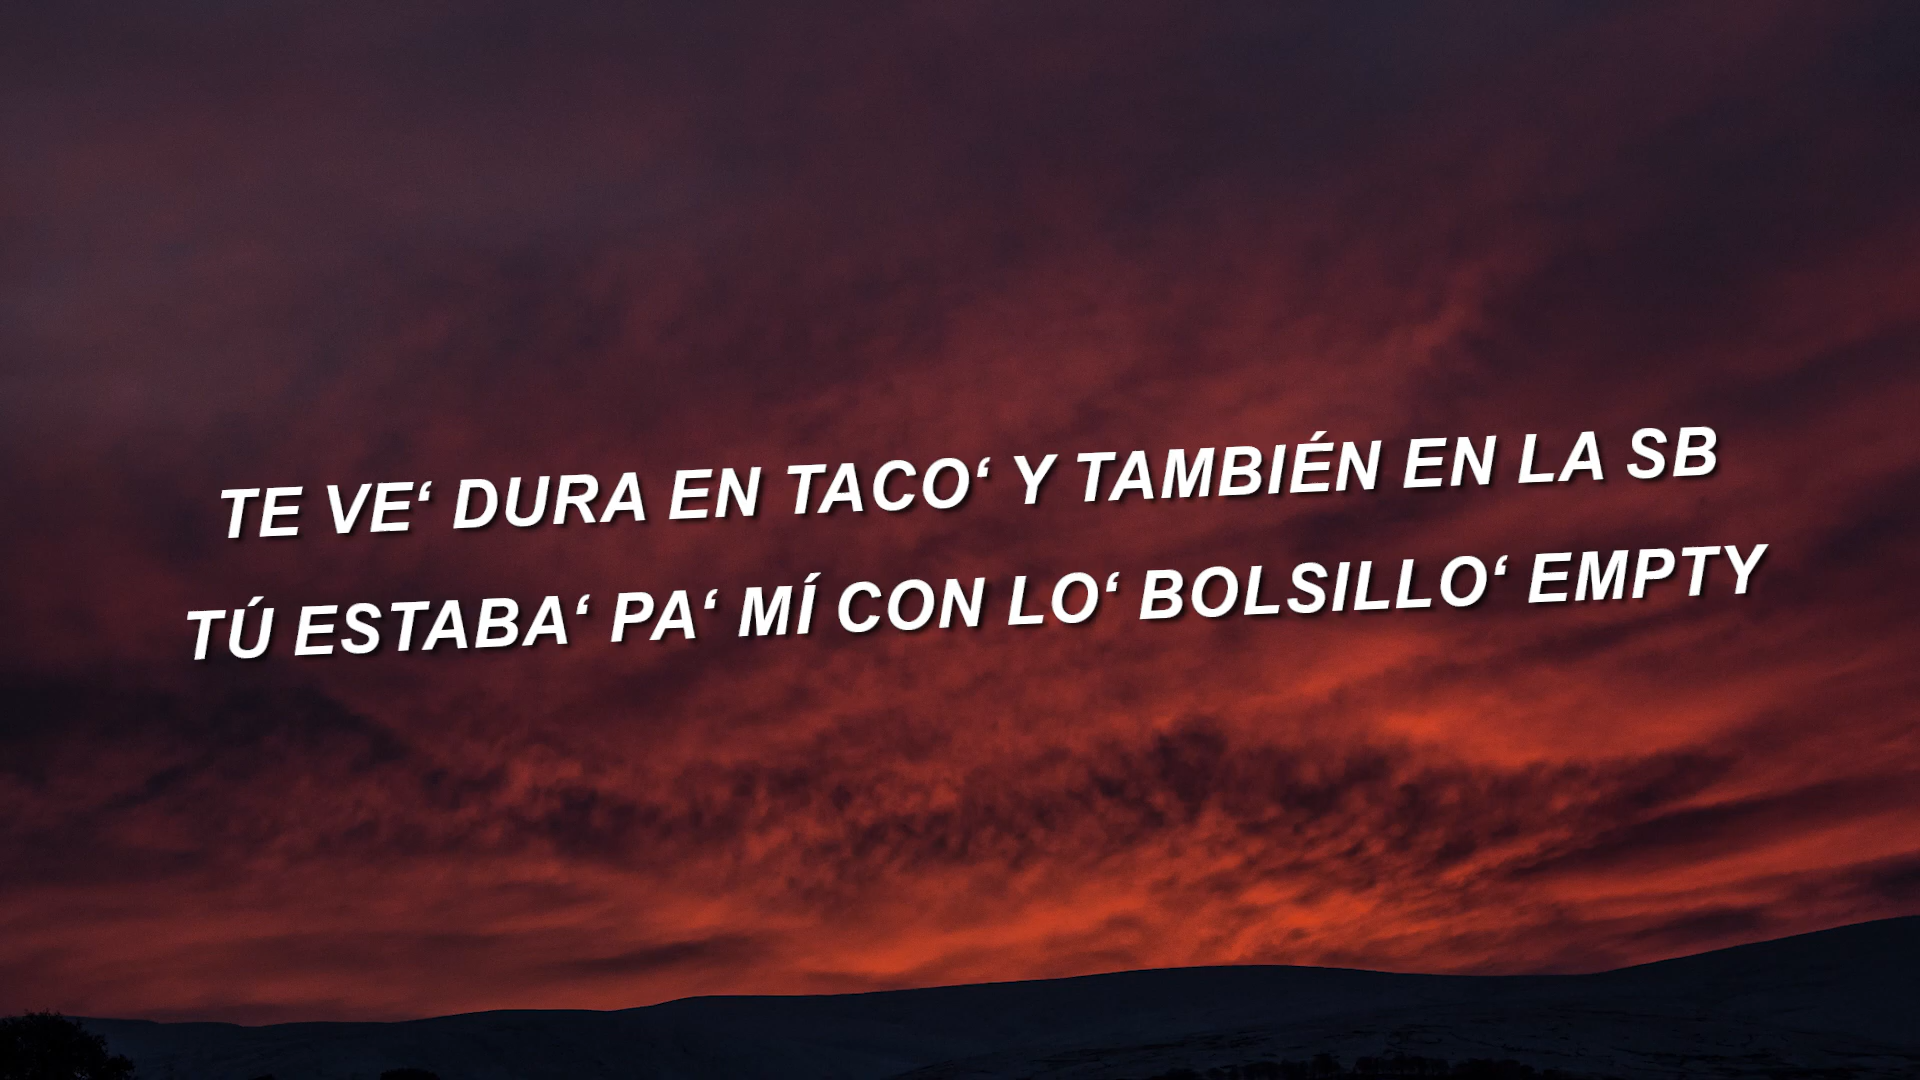 TE VE‘ DURA EN TACO‘ Y TAMBIÉN EN LA SB
TÚ ESTABA‘ PA‘ MÍ CON LO‘ BOLSILLO‘ EMPTY